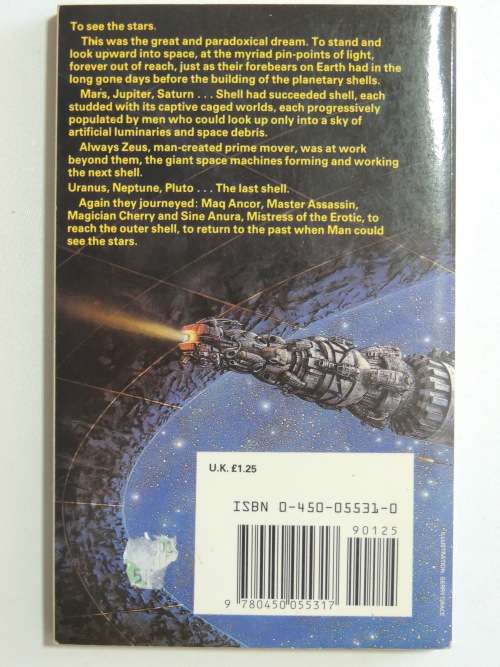 To see the stars.
This was the great and paradoxical dream. To stand and
look upward into space, at the myriad pin-points of light,
forever out of reach, just as their forebears on Earth had in the
long gone days before the building of the planetary shells.
Mars, Jupiter, Saturn . . . Shell had succeeded shell, each
studded with its captive caged worlds, each progressively
populated by men who could look up only into a sky of
artificial luminaries and space debris.
Always Zeus, man-created prime mover, was at work
beyond them, the giant space machines forming and working
the next shell.
Uranus, Neptune, Pluto . . . The last shell.
Again they journeyed: Maq Ancor, Master Assassin,
Magician Cherry and Sine Anura, Mistress of the Erotic, to
reach the outer shell, to return to the past when Man could
see the stars.
U.K. £1.25
ISBN 0-450-05531-0
90125
9 780450 055317
ILLUSTRATION: GERRY GRACE